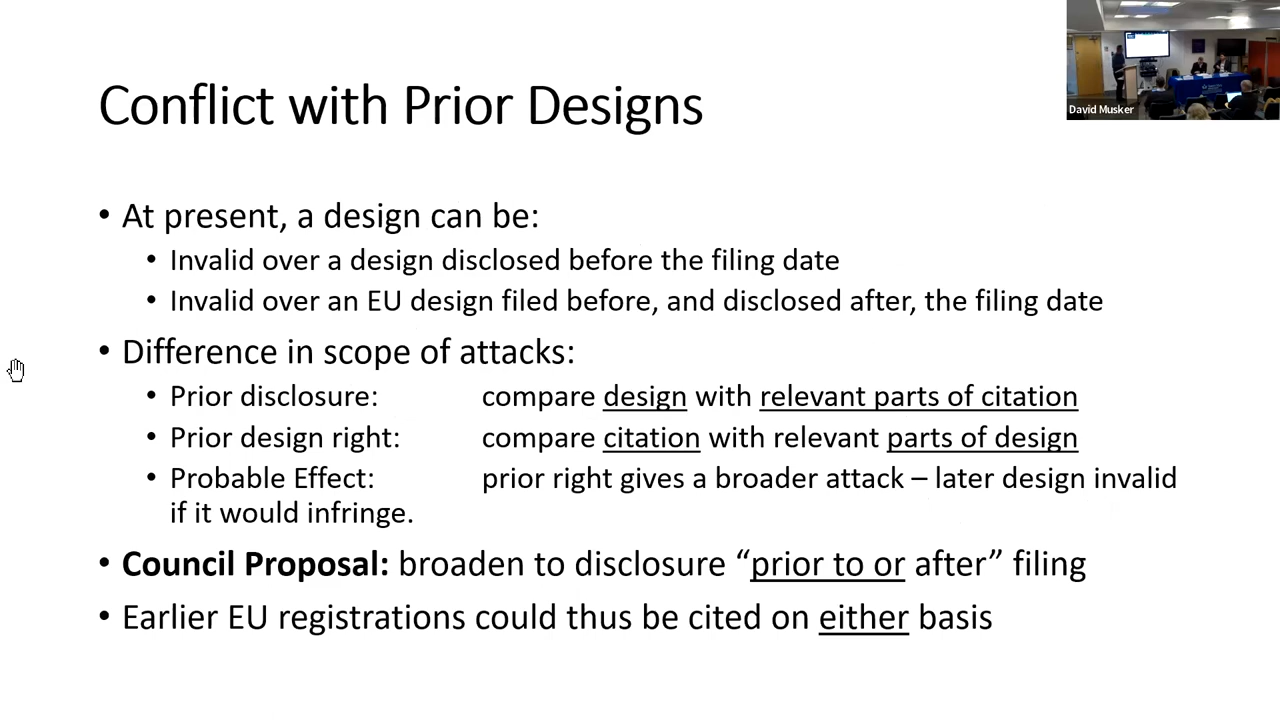 David Musker
Conflict with Prior Designs
• At present, a design can be:
• Invalid over a design disclosed before the filing date
• Invalid over an EU design filed before, and disclosed after, the filing date
• Difference in scope of attacks:
• Prior disclosure: compare design with relevant parts of citation
• Prior design right: compare citation with relevant parts of design
• Probable Effect: prior right gives a broader attack – later design invalid
if it would infringe.
• Council Proposal: broaden to disclosure “prior to or after” filing
• Earlier EU registrations could thus be cited on either basis